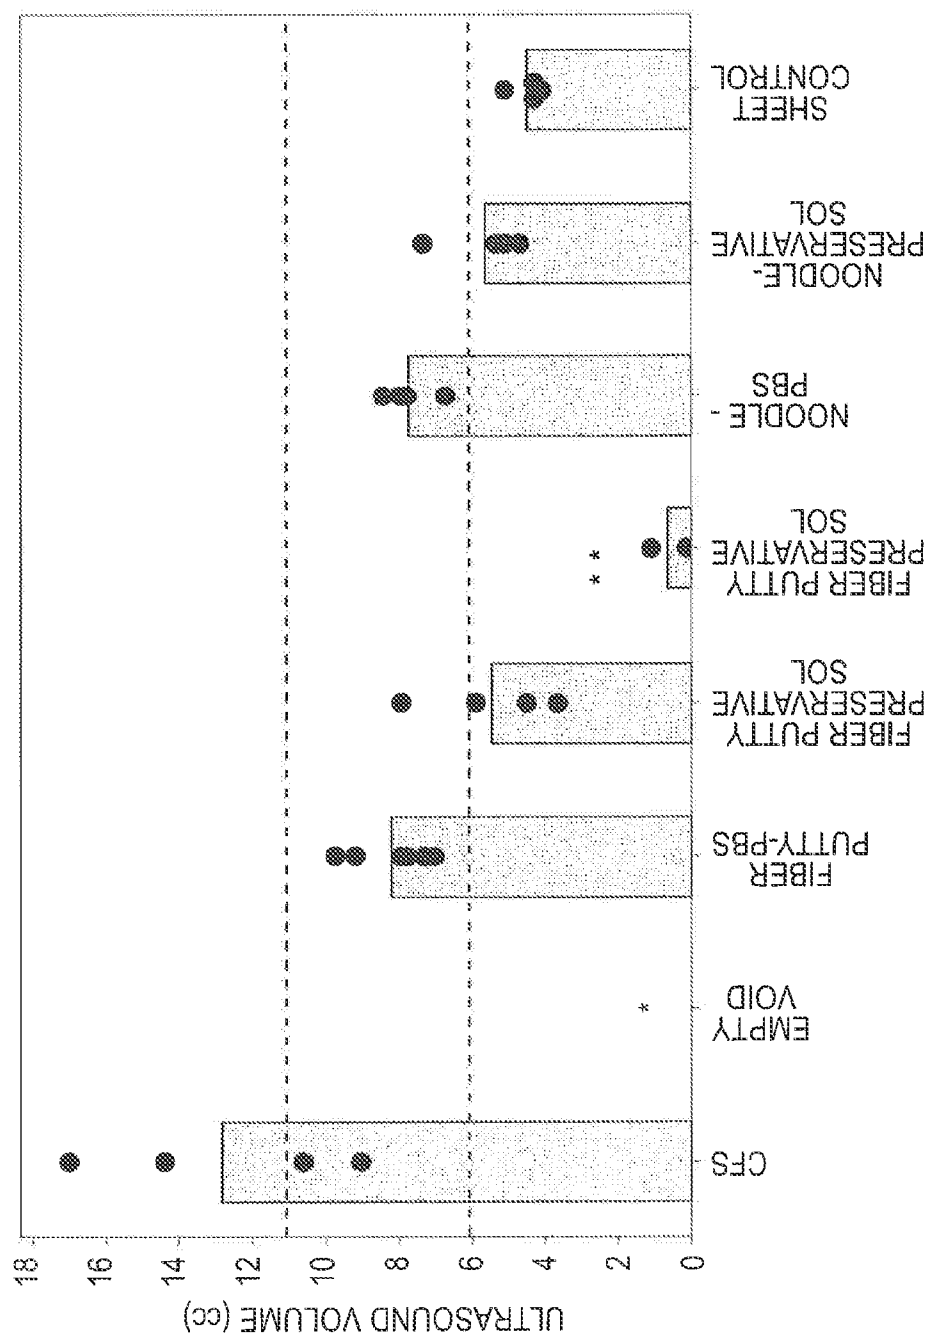 ULTRASOUND VOLUME (cc)
18
16
14
12
10
8
6
4
2
0
CFS
EMPTY
VOID
FIBER
PUTTY-PBS
FIBER PUTTY
PRESERVATIVE
SOL
FIBER PUTTY
PRESERVATIVE
SOL
NOODLE -
PBS
NOODLE-
PRESERVATIVE
SOL
SHEET
CONTROL
*
* *